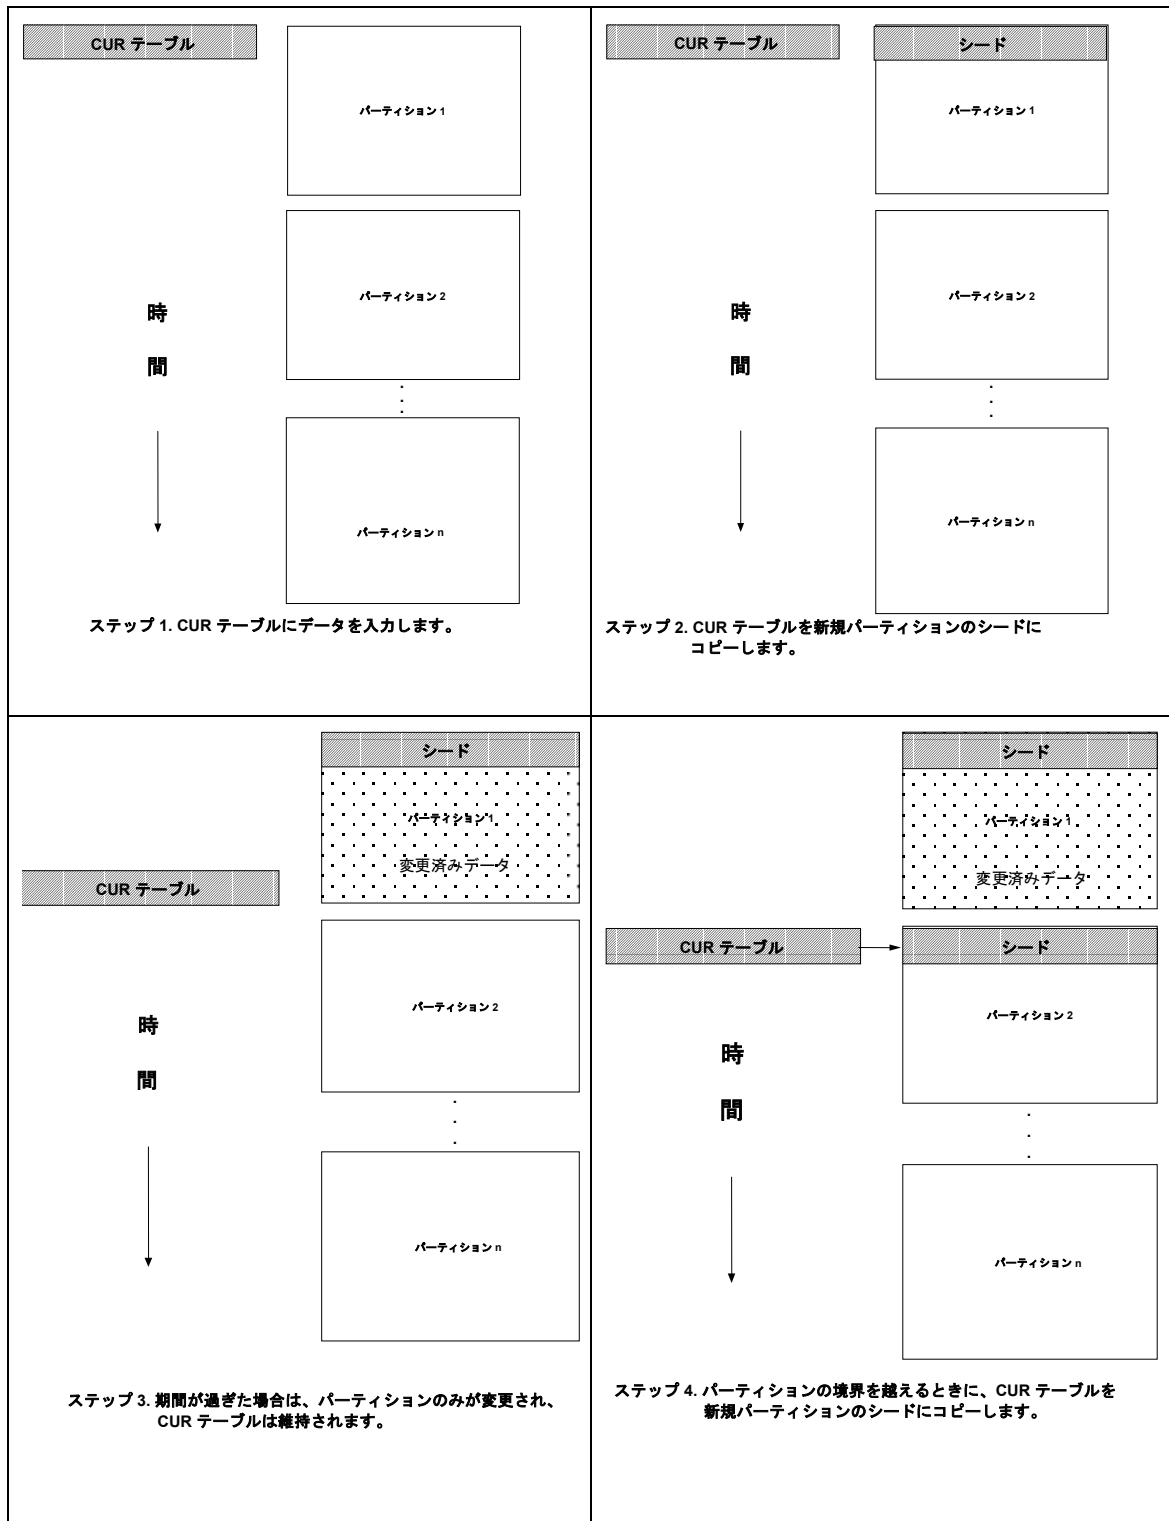 CUR テーブル
パーティション 1
パーティション 2
時
間
パーティション n
ステップ 1. CUR テーブルにデータを入力します。
CUR テーブル
シード
パーティション 1
パーティション 2
時
間
パーティション n
ステップ 2. CUR テーブルを新規パーティションのシードに
コピーします。
シード
パーティション 1
変更済みデータ
CUR テーブル
パーティション 2
時
間
パーティション n
ステップ 3. 期間が過ぎた場合は、パーティションのみが変更され、
CUR テーブルは維持されます。
シード
パーティション 1
変更済みデータ
CUR テーブル
シード
パーティション 2
時
間
パーティション n
ステップ 4. パーティションの境界を越えるときに、CUR テーブルを
新規パーティションのシードにコピーします。